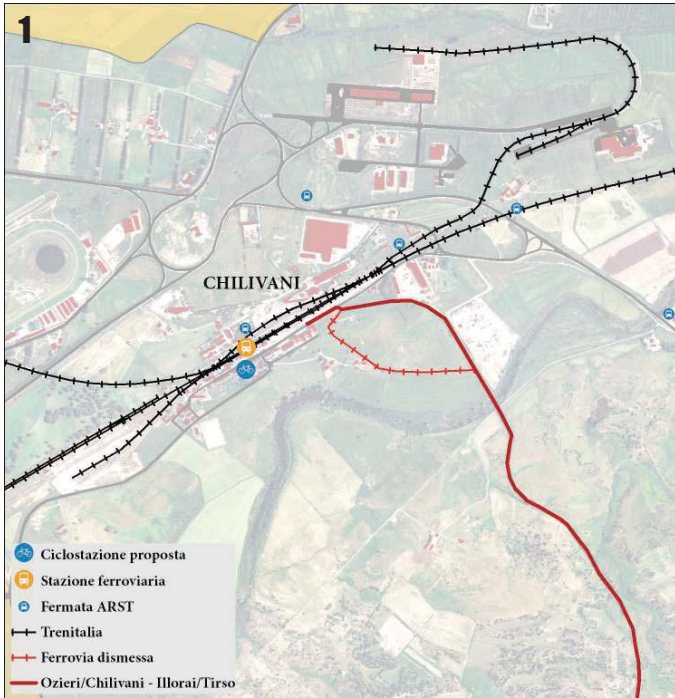 1
CHILIVANI
Ciclostazione proposta
Stazione ferroviaria
Fermata ARST
Trenitalia
Ferrovia dismessa
Ozieri/Chilivani - Illorai/Tirso